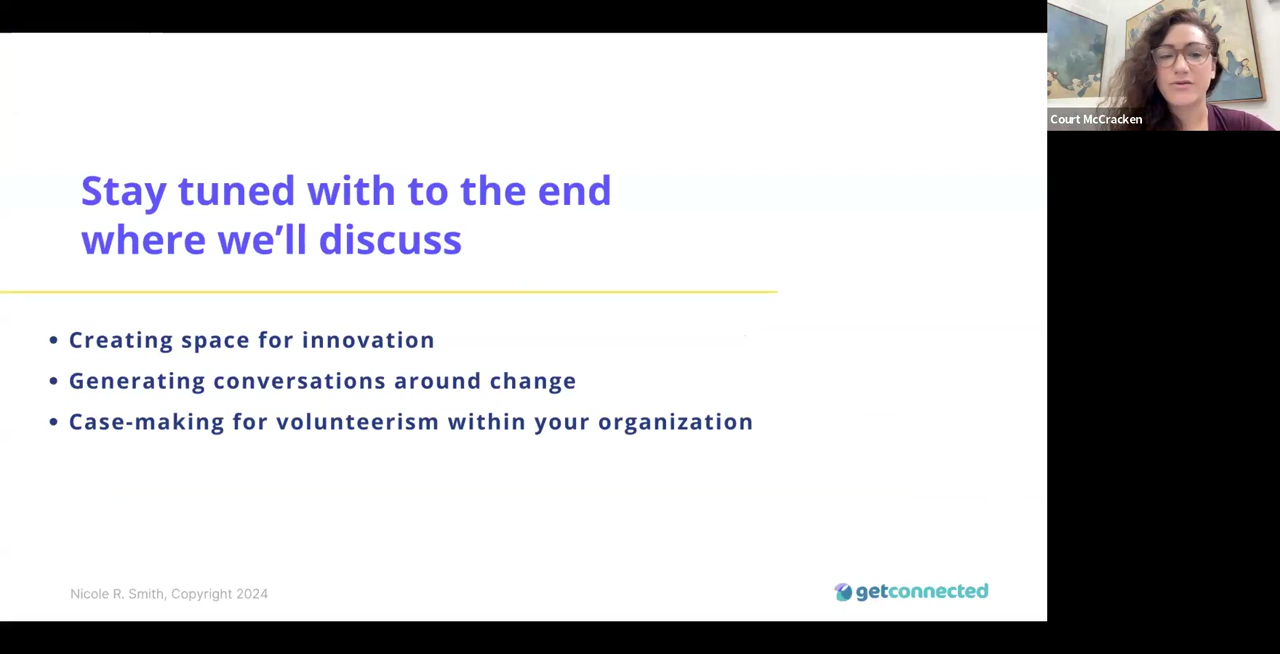 Stay tuned with to the end
where we’ll discuss
• Creating space for innovation
• Generating conversations around change
• Case-making for volunteerism within your organization
Nicole R. Smith, Copyright 2024
getconnected
Court McCracken